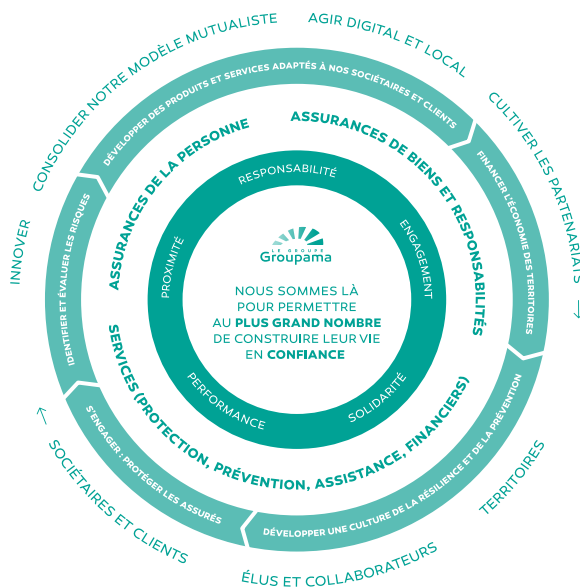 INNOVER
CONSOLIDER NOTRE MODÈLE MUTUALISTE
AGIR DIGITAL ET LOCAL
CULTIVER LES PARTENARIATS →
TERRITOIRES
ÉLUS ET COLLABORATEURS
← SOCIÉTAIRES ET CLIENTS
IDENTIFIER ET ÉVALUER LES RISQUES
DÉVELOPPER DES PRODUITS ET SERVICES ADAPTÉS À NOS SOCIÉTAIRES ET CLIENTS
FINANCER L'ÉCONOMIE DES TERRITOIRES
DÉVELOPPER UNE CULTURE DE LA RÉSILIENCE ET DE LA PRÉVENTION
S'ENGAGER : PROTÉGER LES ASSURÉS
ASSURANCES DE LA PERSONNE
ASSURANCES DE BIENS ET RESPONSABILITÉS
SERVICES (PROTECTION, PRÉVENTION, ASSISTANCE, FINANCIERS)
PROXIMITÉ
RESPONSABILITÉ
ENGAGEMENT
SOLIDARITÉ
PERFORMANCE
LE GROUPE
Groupama
NOUS SOMMES LÀ
POUR PERMETTRE
AU PLUS GRAND NOMBRE
DE CONSTRUIRE LEUR VIE
EN CONFIANCE